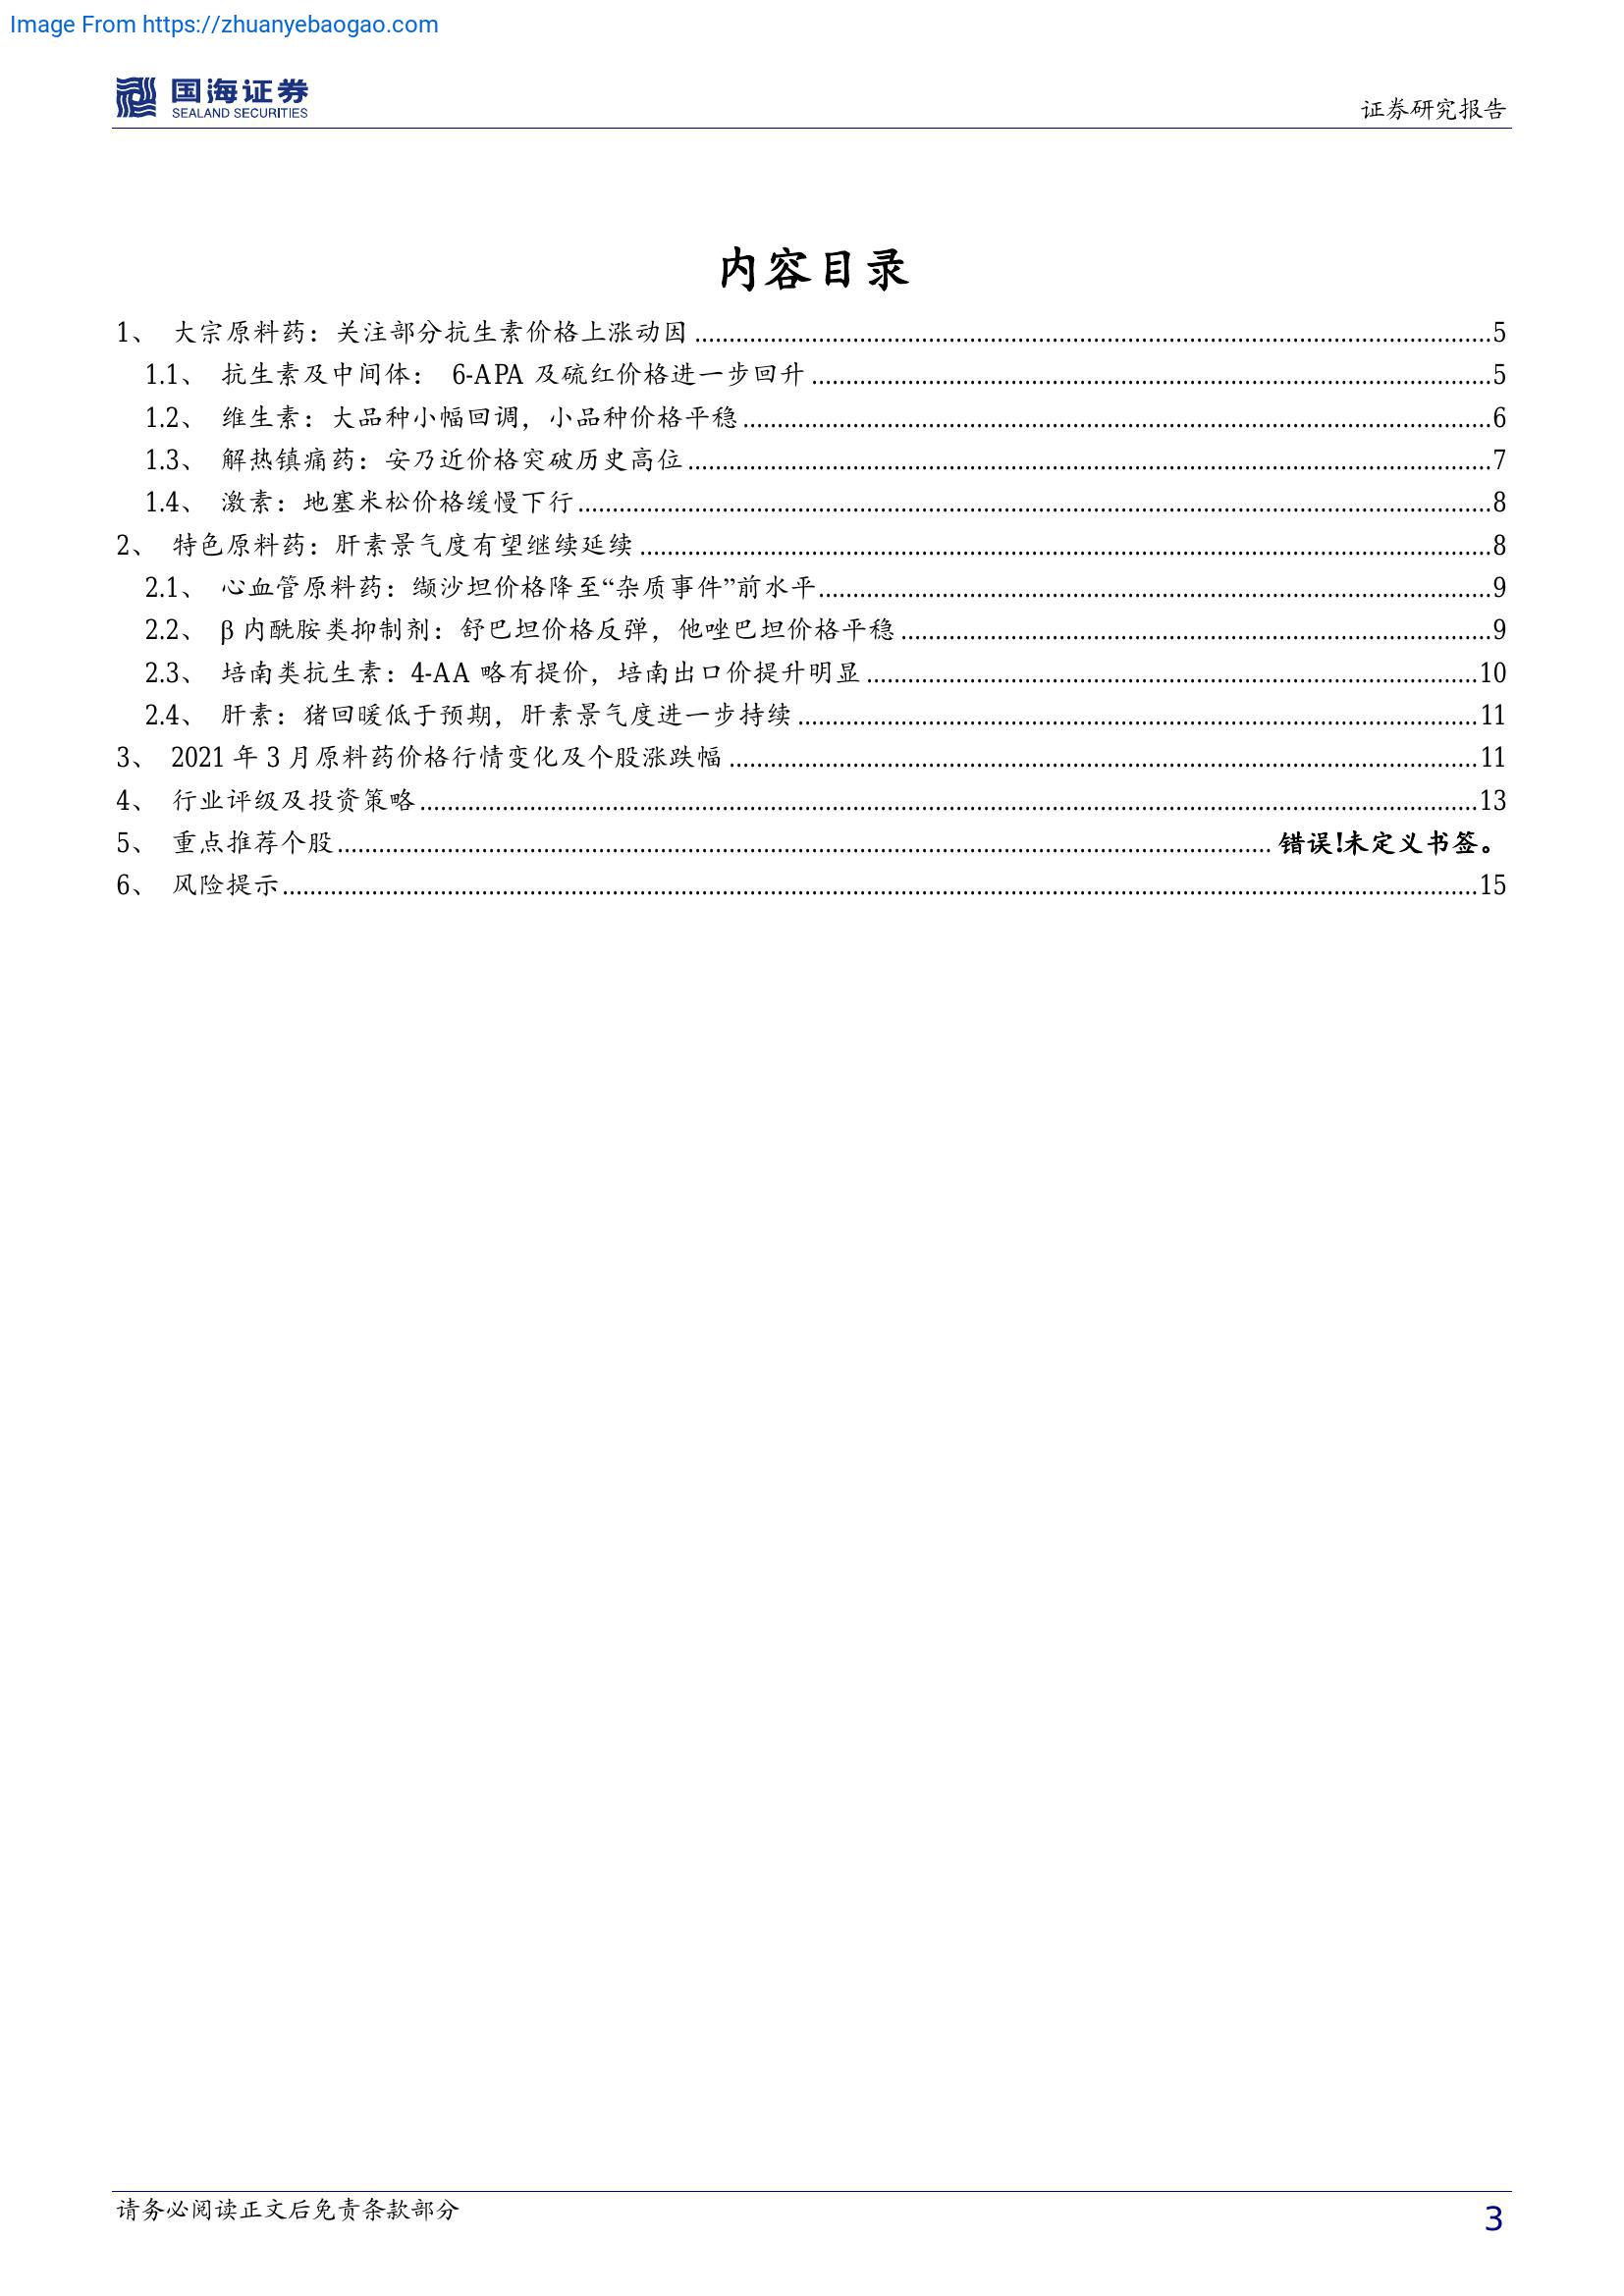 Image From https://zhuanyebaogao.com
国海证券
SEALAND SECURITIES
证券研究报告
内容目录
1、 大宗原料药：关注部分抗生素价格上涨动因 5
1.1、 抗生素及中间体： 6-APA 及硫红价格进一步回升 5
1.2、 维生素：大品种小幅回调，小品种价格平稳 6
1.3、 解热镇痛药：安乃近价格突破历史高位 7
1.4、 激素：地塞米松价格缓慢下行 8
2、 特色原料药：肝素景气度有望继续延续 8
2.1、 心血管原料药：缬沙坦价格降至“杂质事件”前水平 9
2.2、 β 内酰胺类抑制剂：舒巴坦价格反弹，他唑巴坦价格平稳 9
2.3、 培南类抗生素：4-AA 略有提价，培南出口价提升明显 10
2.4、 肝素：猪回暖低于预期，肝素景气度进一步持续 11
3、 2021 年 3 月原料药价格行情变化及个股涨跌幅 11
4、 行业评级及投资策略 13
5、 重点推荐个股 错误!未定义书签。
6、 风险提示 15
请务必阅读正文后免责条款部分
3